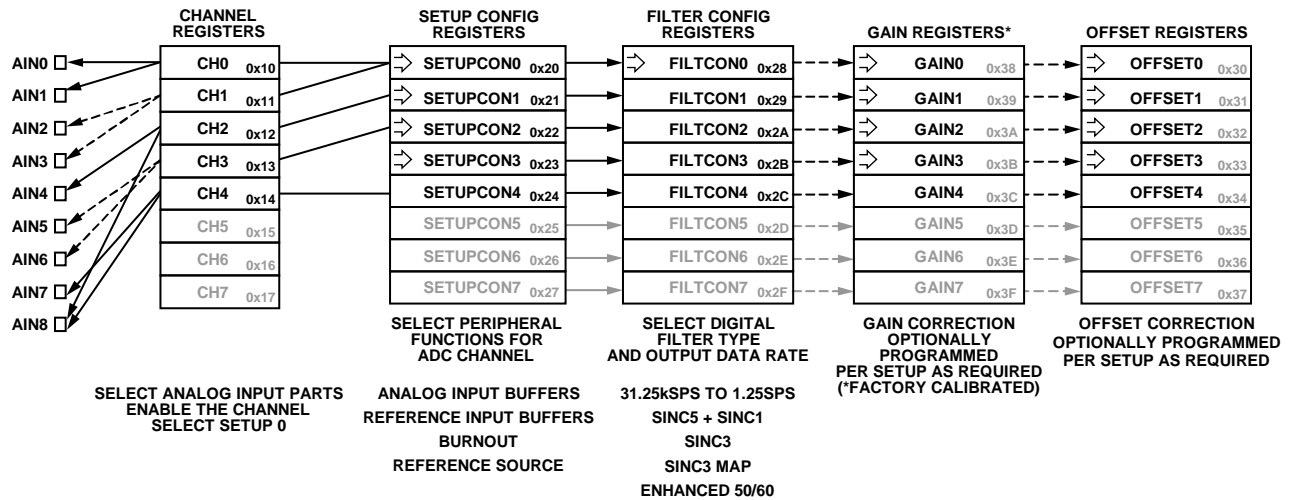 CHANNEL
REGISTERS
SETUP CONFIG
REGISTERS
FILTER CONFIG
REGISTERS
GAIN REGISTERS*
OFFSET REGISTERS
AIN0
AIN1
AIN2
AIN3
AIN4
AIN5
AIN6
AIN7
AIN8
CH0 0x10
CH1 0x11
CH2 0x12
CH3 0x13
CH4 0x14
CH5 0x15
CH6 0x16
CH7 0x17
SELECT ANALOG INPUT PARTS
ENABLE THE CHANNEL
SELECT SETUP 0
SETUPCON0 0x20
SETUPCON1 0x21
SETUPCON2 0x22
SETUPCON3 0x23
SETUPCON4 0x24
SETUPCON5 0x25
SETUPCON6 0x26
SETUPCON7 0x27
SELECT PERIPHERAL
FUNCTIONS FOR
ADC CHANNEL
ANALOG INPUT BUFFERS
REFERENCE INPUT BUFFERS
BURNOUT
REFERENCE SOURCE
FILTCON0 0x28
FILTCON1 0x29
FILTCON2 0x2A
FILTCON3 0x2B
FILTCON4 0x2C
FILTCON5 0x2D
FILTCON6 0x2E
FILTCON7 0x2F
SELECT DIGITAL
FILTER TYPE
AND OUTPUT DATA RATE
31.25kSPS TO 1.25SPS
SINC5 + SINC1
SINC3
SINC3 MAP
ENHANCED 50/60
GAIN0 0x38
GAIN1 0x39
GAIN2 0x3A
GAIN3 0x3B
GAIN4 0x3C
GAIN5 0x3D
GAIN6 0x3E
GAIN7 0x3F
GAIN CORRECTION
OPTIONALLY
PROGRAMMED
PER SETUP AS REQUIRED
(*FACTORY CALIBRATED)
OFFSET0 0x30
OFFSET1 0x31
OFFSET2 0x32
OFFSET3 0x33
OFFSET4 0x34
OFFSET5 0x35
OFFSET6 0x36
OFFSET7 0x37
OFFSET CORRECTION
OPTIONALLY PROGRAMMED
PER SETUP AS REQUIRED